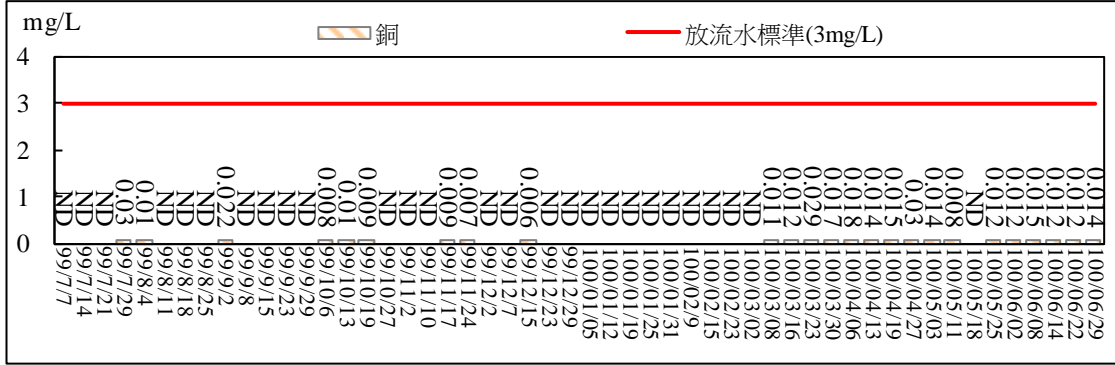 mg/L
銅
放流水標準(3mg/L)
4
3
2
1
0
ND
ND
ND
0.03
0.01
ND
ND
ND
0.022
ND
ND
ND
ND
0.008
0.01
0.009
ND
ND
ND
0.009
0.007
ND
ND
0.006
ND
ND
ND
ND
ND
ND
ND
ND
ND
ND
ND
0.011
0.012
0.029
0.017
0.018
0.014
0.015
0.03
0.014
0.008
ND
0.012
0.012
0.015
0.012
0.012
0.014
99/7/7
99/7/14
99/7/21
99/7/29
99/8/4
99/8/11
99/8/18
99/8/25
99/9/2
99/9/8
99/9/15
99/9/23
99/9/29
99/10/6
99/10/13
99/10/19
99/10/27
99/11/2
99/11/10
99/11/17
99/11/24
99/12/2
99/12/7
99/12/15
99/12/23
99/12/29
100/01/05
100/01/12
100/01/19
100/01/25
100/01/31
100/02/9
100/02/15
100/02/23
100/03/02
100/03/08
100/03/16
100/03/23
100/03/30
100/04/06
100/04/13
100/04/19
100/04/27
100/05/03
100/05/11
100/05/18
100/05/25
100/06/02
100/06/08
100/06/14
100/06/22
100/06/29